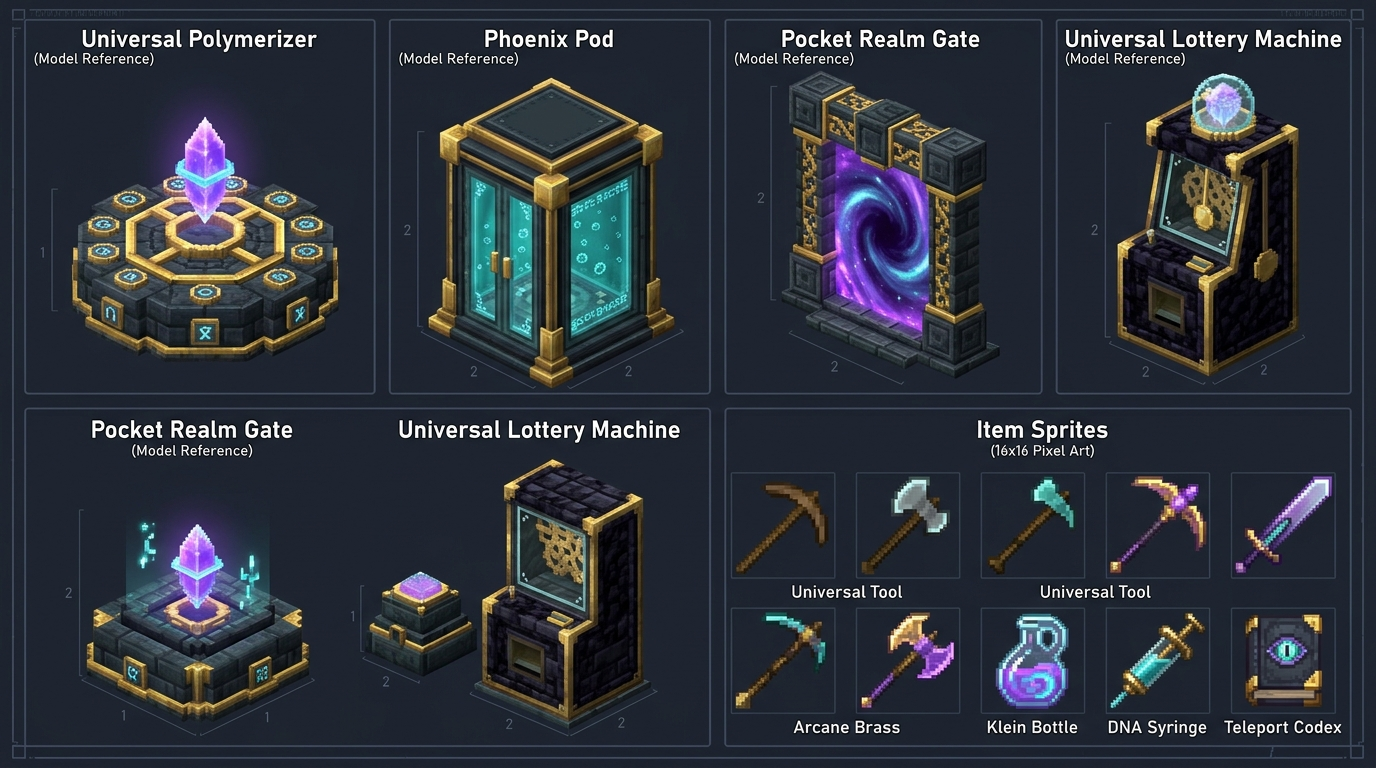 Universal Polymerizer
(Model Reference)
1
Phoenix Pod
(Model Reference)
2
2
2
Pocket Realm Gate
(Model Reference)
2
2
Universal Lottery Machine
(Model Reference)
2
2
2
Pocket Realm Gate
(Model Reference)
2
1
1
Universal Lottery Machine
1
2
2
2
Item Sprites
(16x16 Pixel Art)
Universal Tool
Universal Tool
Arcane Brass
Klein Bottle
DNA Syringe
Teleport Codex